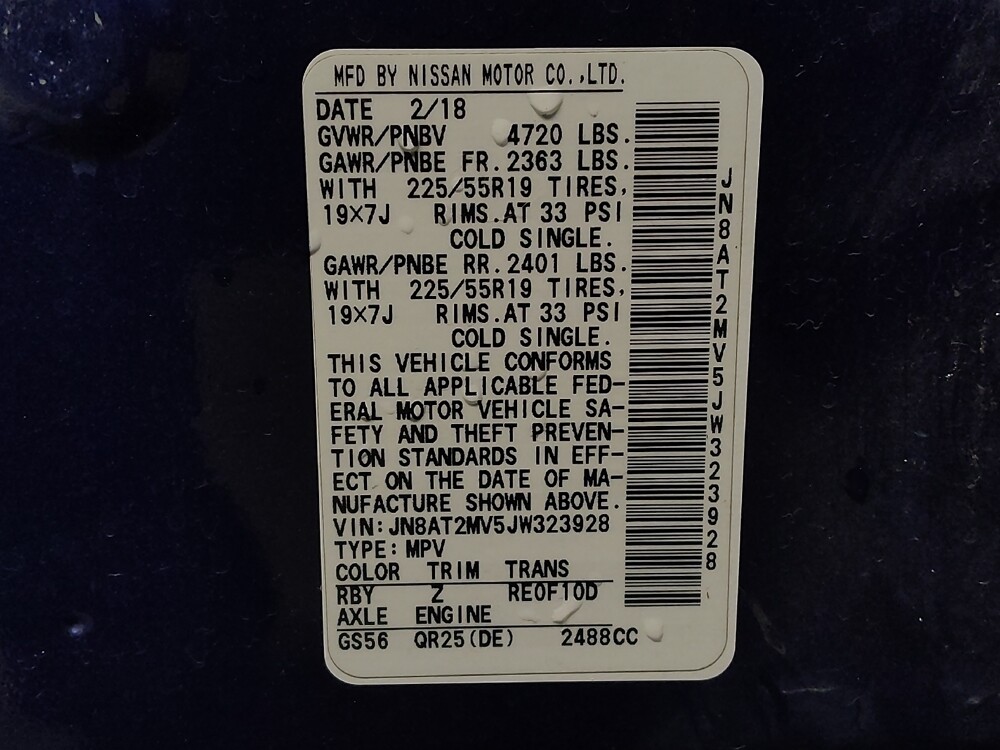 MFD BY NISSAN MOTOR CO.,LTD.
DATE 2/18
GVWR/PNBV 4720 LBS.
GAWR/PNBE FR.2363 LBS.
WITH 225/55R19 TIRES,
19×7J RIMS.AT 33 PSI
COLD SINGLE.
GAWR/PNBE RR.2401 LBS.
WITH 225/55R19 TIRES,
19×7J RIMS.AT 33 PSI
COLD SINGLE.
THIS VEHICLE CONFORMS
TO ALL APPLICABLE FED-
ERAL MOTOR VEHICLE SA-
FETY AND THEFT PREVEN-
TION STANDARDS IN EFF-
ECT ON THE DATE OF MA-
NUFACTURE SHOWN ABOVE.
VIN:JN8AT2MV5JW323928
TYPE:MPV
COLOR TRIM TRANS
RBY Z RE0F10D
AXLE ENGINE
GS56 QR25(DE) 2488CC
JN8AT2MV5JW323928